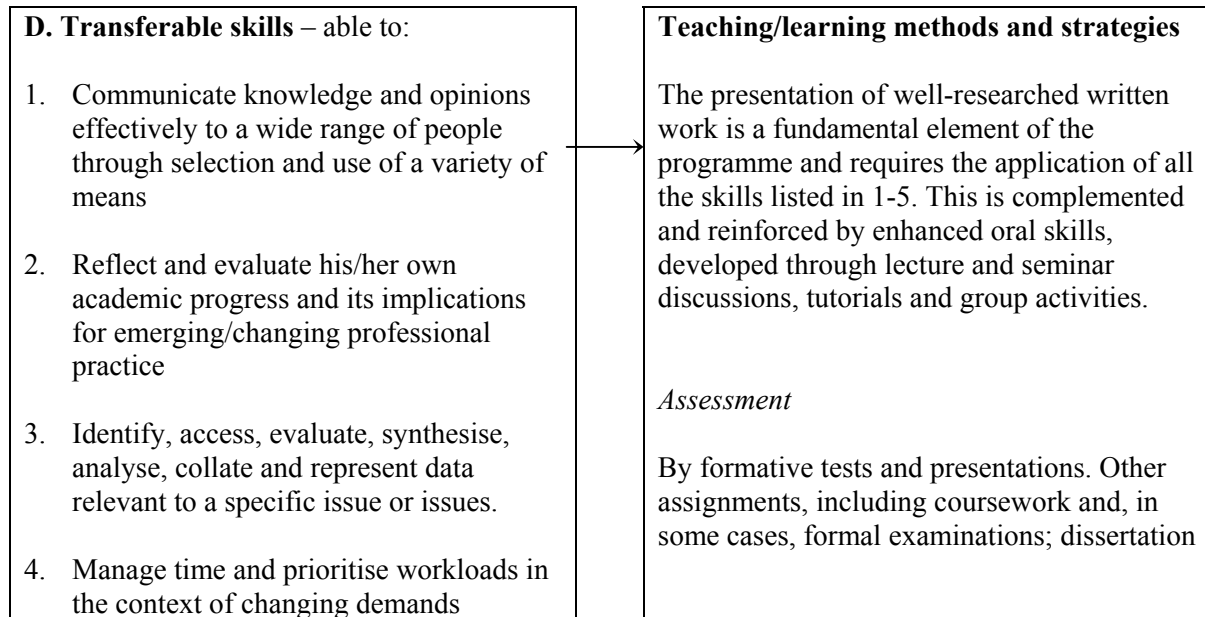 D. Transferable skills – able to:
1. Communicate knowledge and opinions
effectively to a wide range of people
through selection and use of a variety of
means
2. Reflect and evaluate his/her own
academic progress and its implications
for emerging/changing professional
practice
3. Identify, access, evaluate, synthesise,
analyse, collate and represent data
relevant to a specific issue or issues.
4. Manage time and prioritise workloads in
the context of changing demands
Teaching/learning methods and strategies
The presentation of well-researched written
work is a fundamental element of the
programme and requires the application of all
the skills listed in 1-5. This is complemented
and reinforced by enhanced oral skills,
developed through lecture and seminar
discussions, tutorials and group activities.
Assessment
By formative tests and presentations. Other
assignments, including coursework and, in
some cases, formal examinations; dissertation